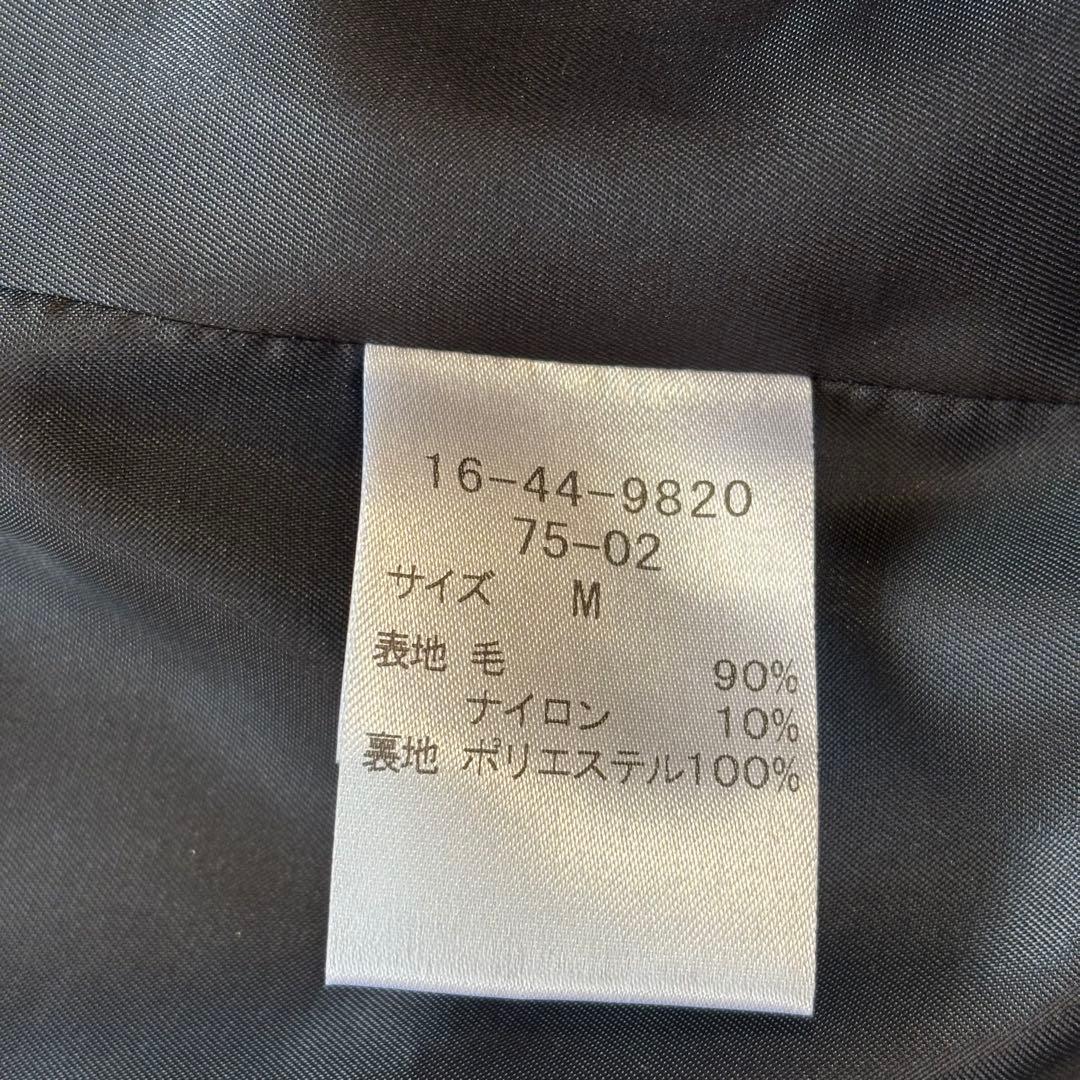 16-44-9820
75-02
サイズ M
表地 毛 90%
ナイロン 10%
裏地 ポリエステル100%